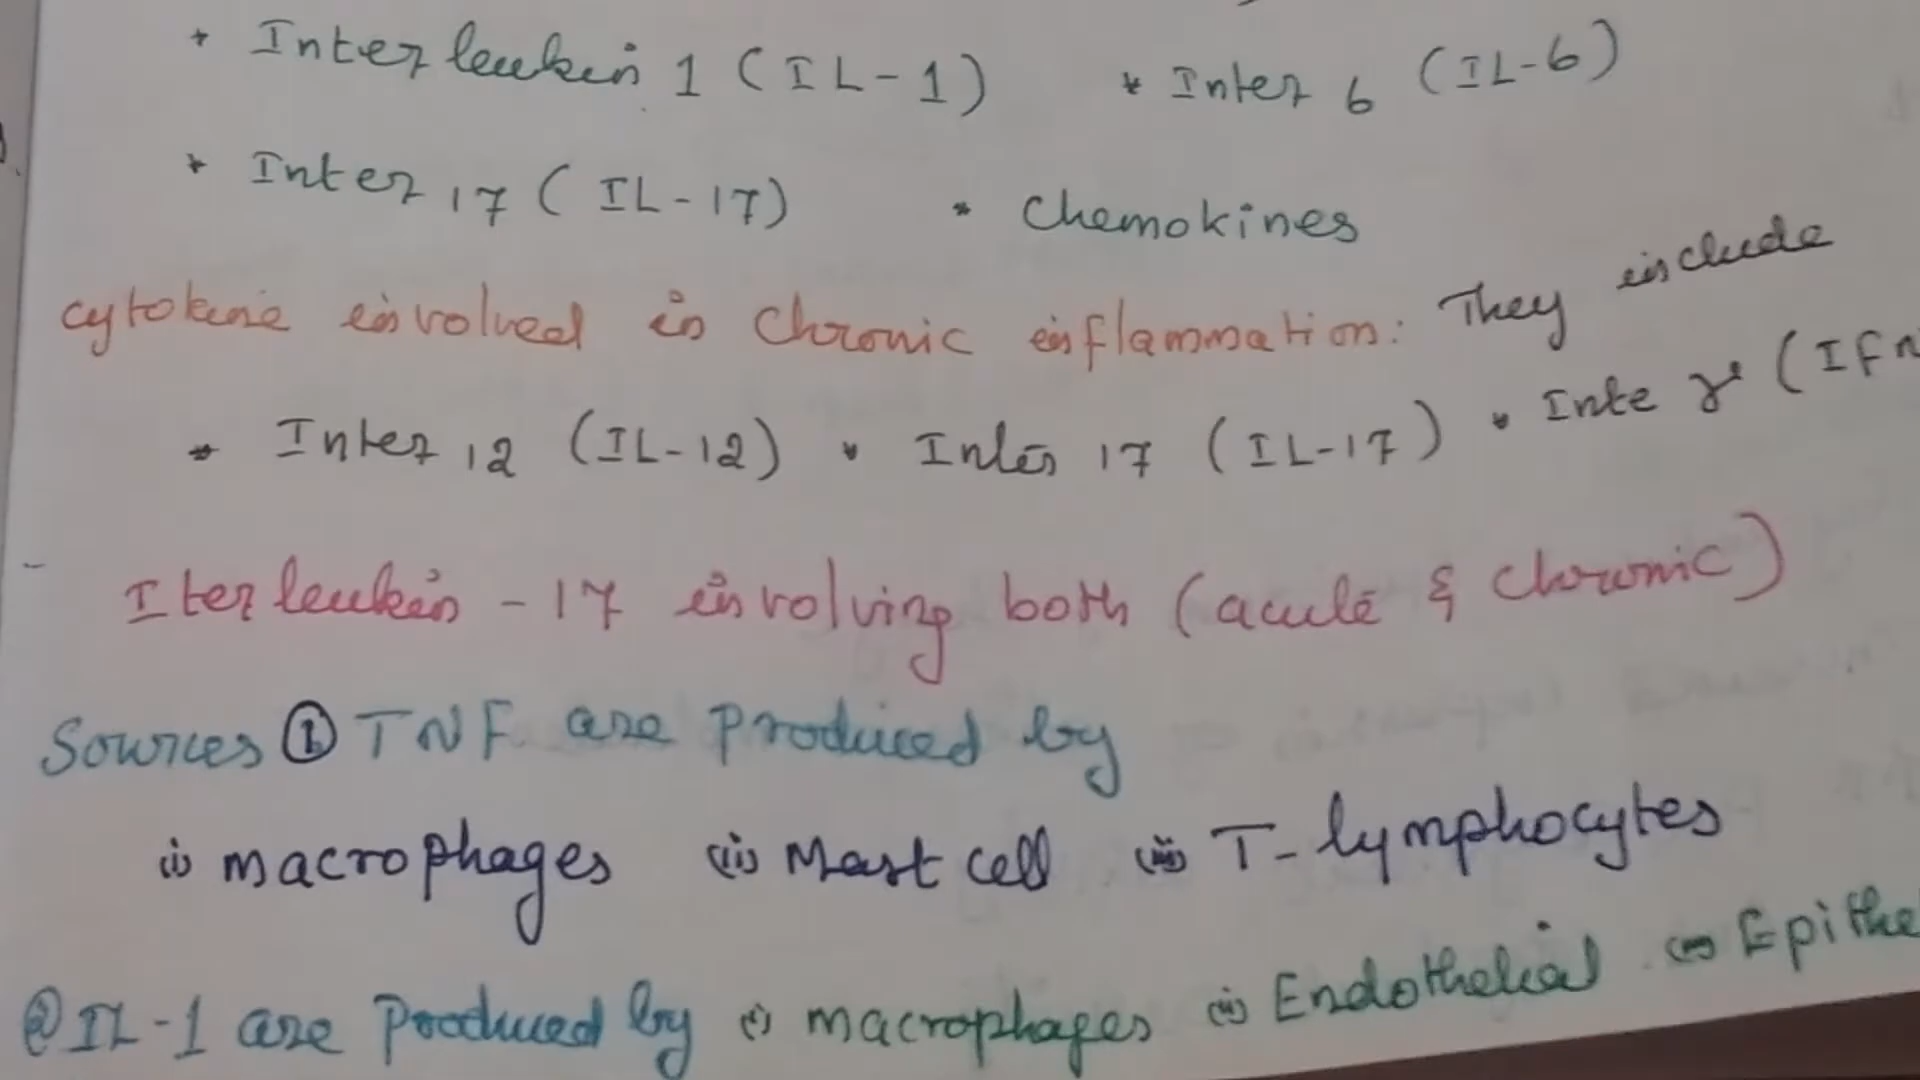 * Interleukin 1 (IL-1) * Inter 6 (IL-6)
* Inter 17 (IL-17) * Chemokines
cytokine involved in chronic inflammation: They include
* Inter 12 (IL-12) * Inter 17 (IL-17) * Inte γ (IFN
Iterleukin - 17 involving both (acute & chronic)
Sources ① TNF are produced by
(i) macrophages (ii) Mast cell (iii) T-lymphocytes
② IL-1 are produced by (i) macrophages (ii) Endothelial (iii) Epithe